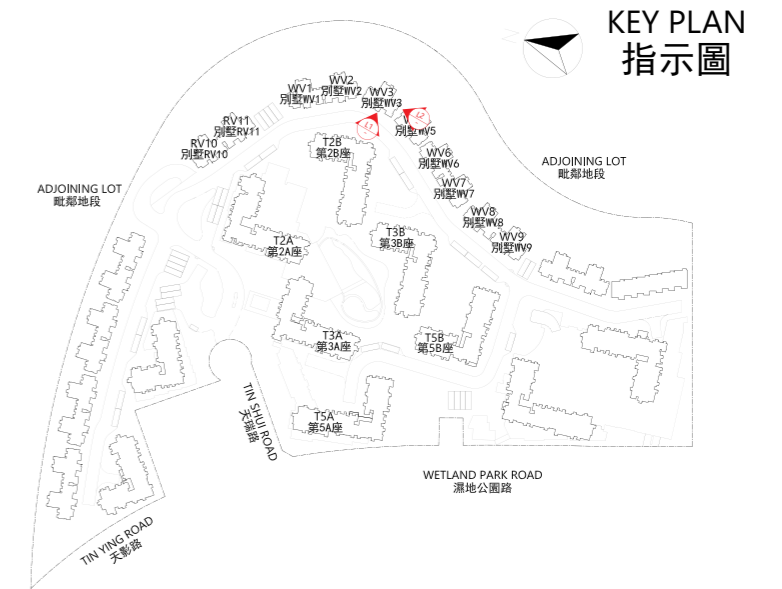 KEY PLAN
指示圖
WV1
別墅WV1
WV2
別墅WV2
WV3
別墅WV3
L1
L2
別墅WV5
RV11
別墅RV11
RV10
別墅RV10
T2B
第2B座
WV6
別墅WV6
ADJOINING LOT
毗鄰地段
ADJOINING LOT
毗鄰地段
WV7
別墅WV7
WV8
別墅WV8
WV9
別墅WV9
T2A
第2A座
T3B
第3B座
T3A
第3A座
T5B
第5B座
T5A
第5A座
TIN SHUI ROAD
天瑞路
WETLAND PARK ROAD
濕地公園路
TIN YING ROAD
天影路